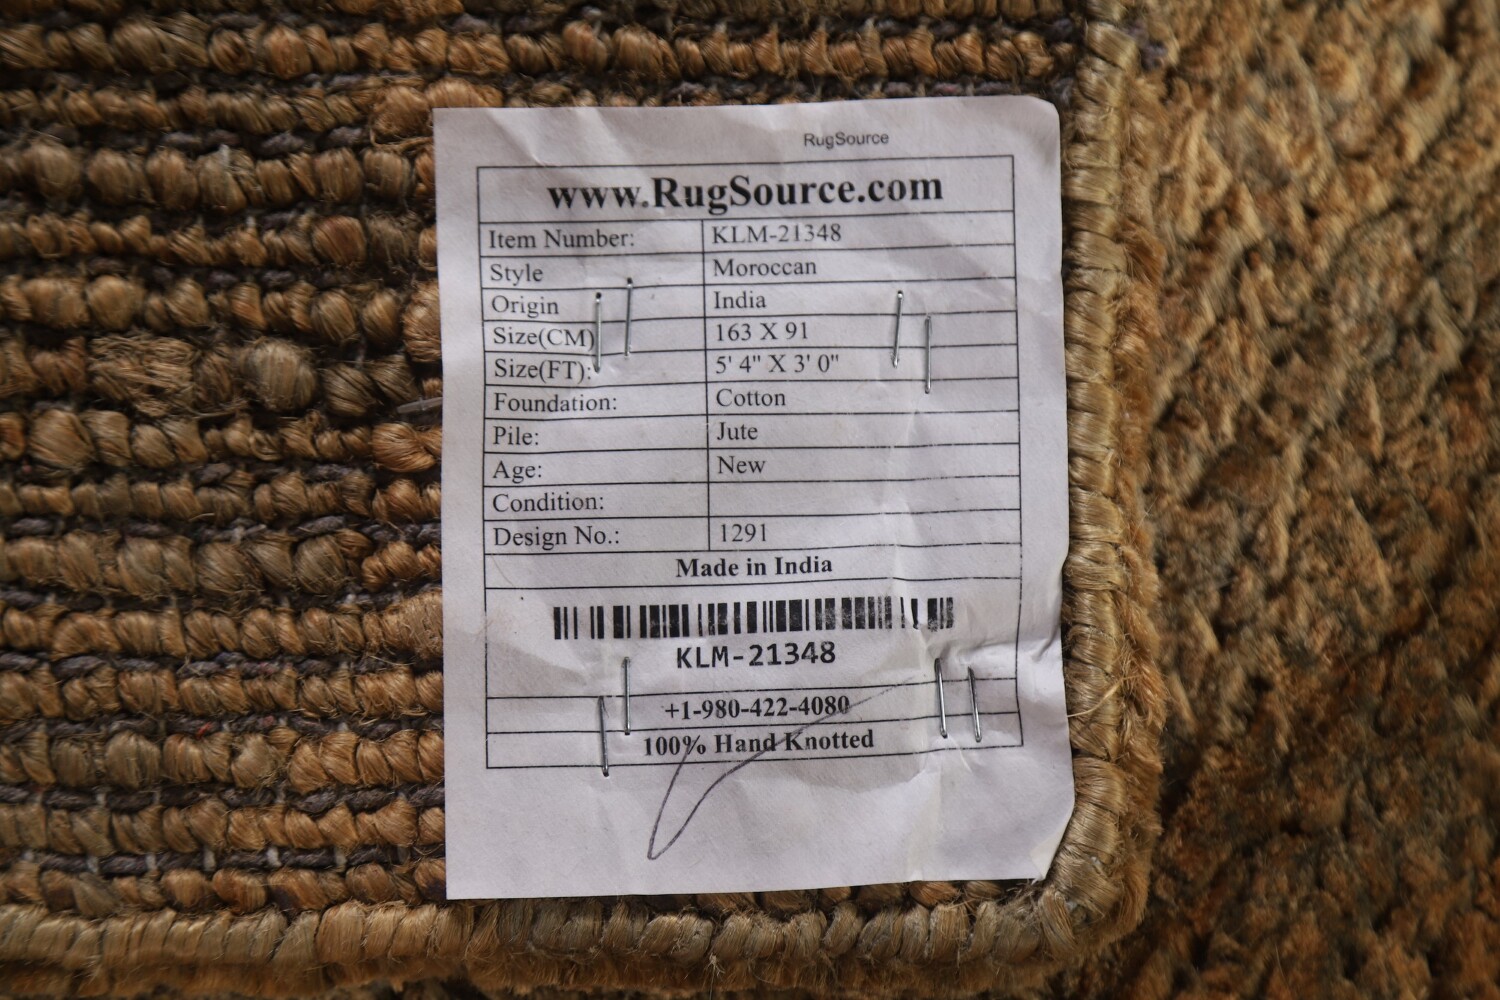 RugSource
www.RugSource.com
Item Number: KLM-21348
Style Moroccan
Origin India
Size(CM) 163 X 91
Size(FT): 5' 4" X 3' 0"
Foundation: Cotton
Pile: Jute
Age: New
Condition:
Design No.: 1291
Made in India
KLM-21348
+1-980-422-4080
100% Hand Knotted